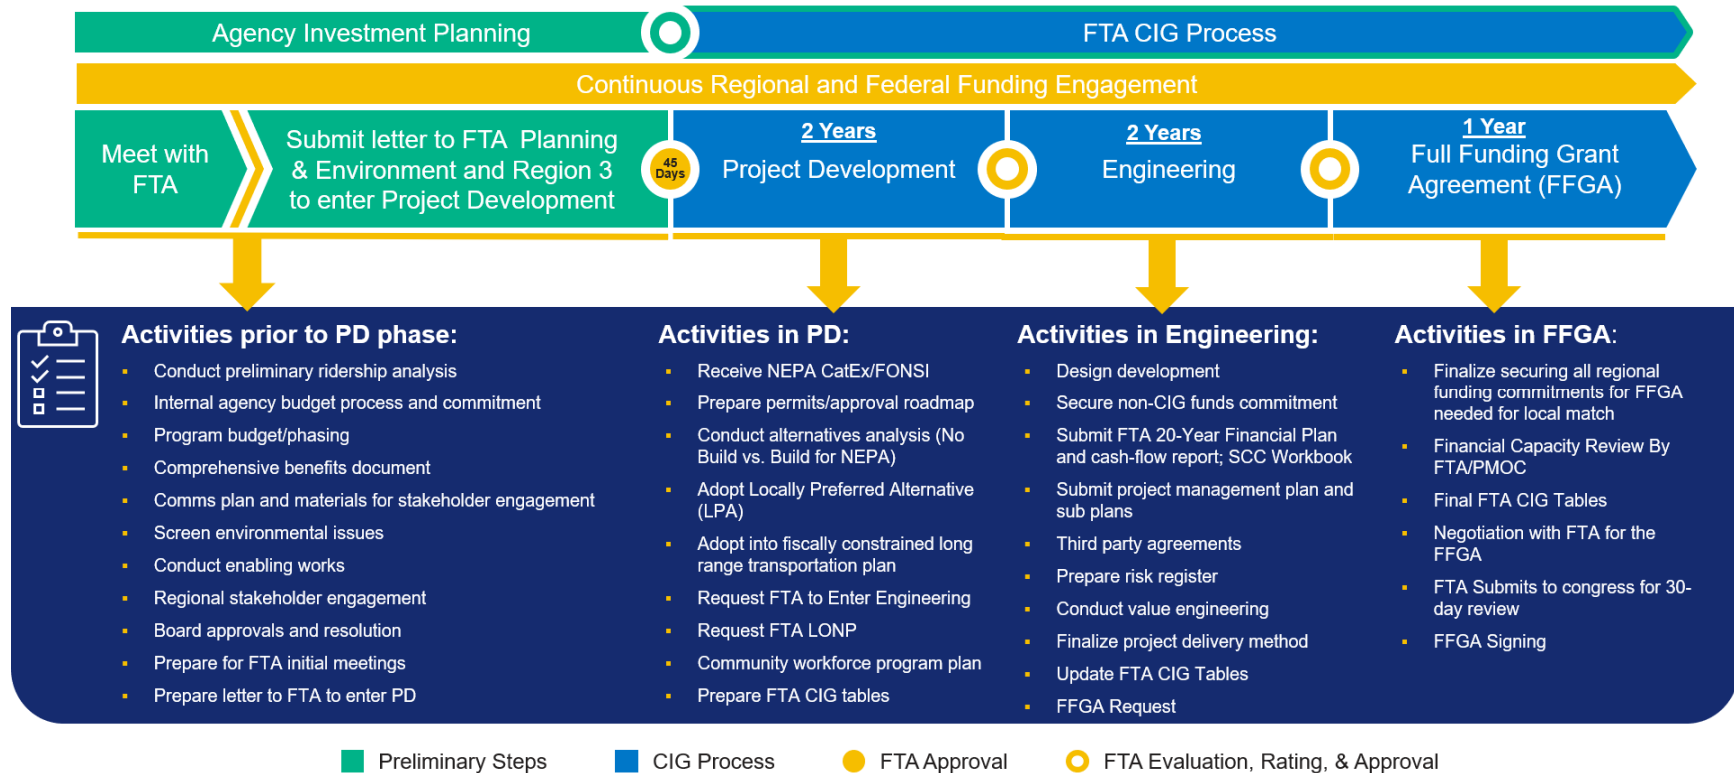 Agency Investment Planning
FTA CIG Process
Continuous Regional and Federal Funding Engagement
Meet with
FTA
Submit letter to FTA Planning
& Environment and Region 3
to enter Project Development
45
Days
2 Years
Project Development
2 Years
Engineering
1 Year
Full Funding Grant
Agreement (FFGA)
Activities prior to PD phase:
▪ Conduct preliminary ridership analysis
▪ Internal agency budget process and commitment
▪ Program budget/phasing
▪ Comprehensive benefits document
▪ Comms plan and materials for stakeholder engagement
▪ Screen environmental issues
▪ Conduct enabling works
▪ Regional stakeholder engagement
▪ Board approvals and resolution
▪ Prepare for FTA initial meetings
▪ Prepare letter to FTA to enter PD
Activities in PD:
▪ Receive NEPA CatEx/FONSI
▪ Prepare permits/approval roadmap
▪ Conduct alternatives analysis (No
Build vs. Build for NEPA)
▪ Adopt Locally Preferred Alternative
(LPA)
▪ Adopt into fiscally constrained long
range transportation plan
▪ Request FTA to Enter Engineering
▪ Request FTA LONP
▪ Community workforce program plan
▪ Prepare FTA CIG tables
Activities in Engineering:
▪ Design development
▪ Secure non-CIG funds commitment
▪ Submit FTA 20-Year Financial Plan
and cash-flow report; SCC Workbook
▪ Submit project management plan and
sub plans
▪ Third party agreements
▪ Prepare risk register
▪ Conduct value engineering
▪ Finalize project delivery method
▪ Update FTA CIG Tables
▪ FFGA Request
Activities in FFGA:
▪ Finalize securing all regional
funding commitments for FFGA
needed for local match
▪ Financial Capacity Review By
FTA/PMOC
▪ Final FTA CIG Tables
▪ Negotiation with FTA for the
FFGA
▪ FTA Submits to congress for 30-
day review
▪ FFGA Signing
Preliminary Steps
CIG Process
FTA Approval
FTA Evaluation, Rating, & Approval